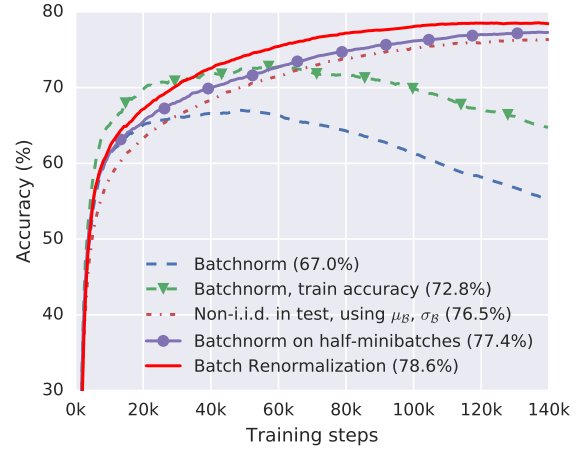 80
70
60
50
40
30
Accuracy (%)
Batchnorm (67.0%)
Batchnorm, train accuracy (72.8%)
Non-i.i.d. in test, using μ_ℬ, σ_ℬ (76.5%)
Batchnorm on half-minibatches (77.4%)
Batch Renormalization (78.6%)
0k 20k 40k 60k 80k 100k 120k 140k
Training steps